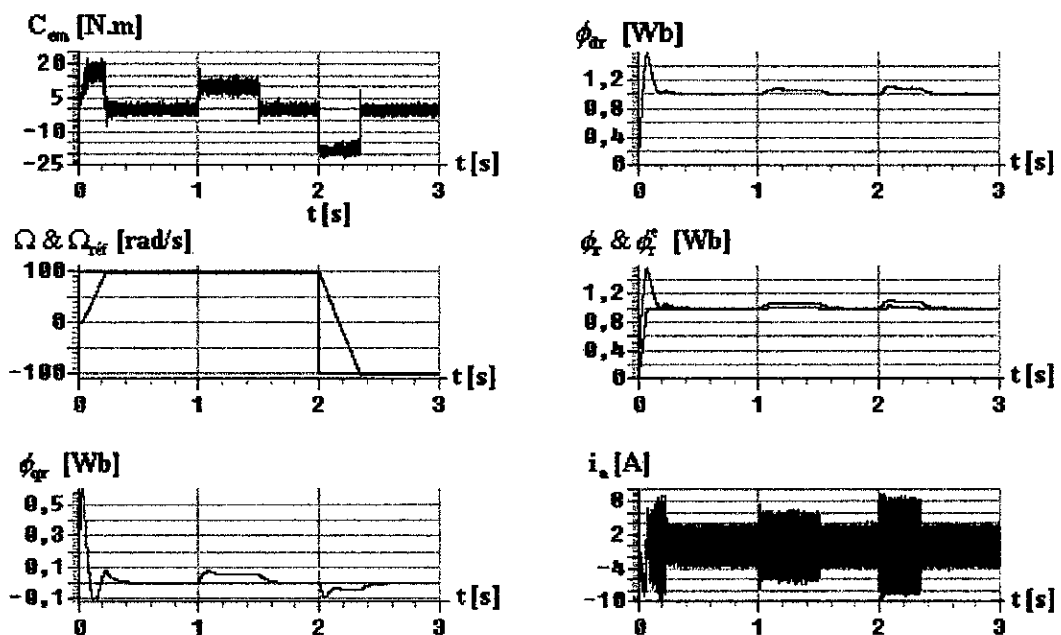 C_em [N.m]
20
5
-10
-25
t[s]
0 1 2 3
t[s]
ϕ_dr [Wb]
1,2
0,8
0,4
0
t[s]
0 1 2 3
Ω & Ω_réf [rad/s]
100
0
-100
t[s]
0 1 2 3
ϕ_r & ϕ_r^e [Wb]
1,2
0,8
0,4
0
t[s]
0 1 2 3
ϕ_qr [Wb]
0,5
0,3
0,1
-0,1
t[s]
0 1 2 3
i_a [A]
8
2
-4
-10
t[s]
0 1 2 3